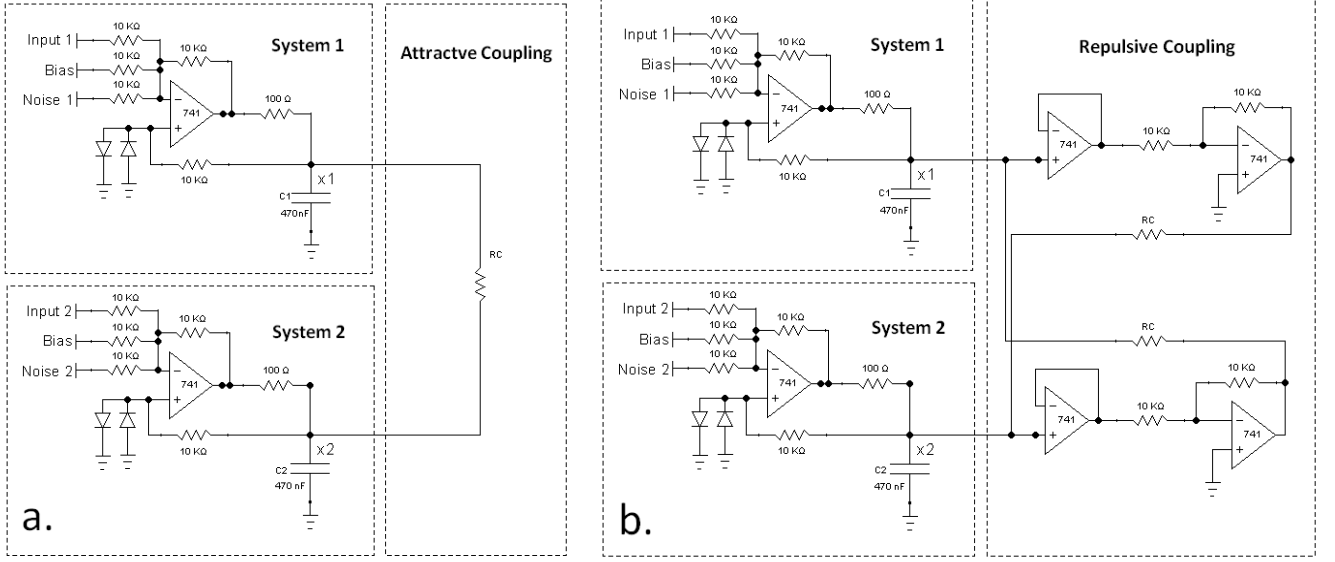 System 1
Attractve Coupling
Input 1
Bias
Noise 1
10 KΩ
10 KΩ
10 KΩ
10 KΩ
741
100 Ω
10 KΩ
x1
C1
470nF
RC
System 2
Input 2
Bias
Noise 2
10 KΩ
10 KΩ
10 KΩ
10 KΩ
741
100 Ω
10 KΩ
x2
C2
470 nF
a.
System 1
Repulsive Coupling
Input 1
Bias
Noise 1
10 KΩ
10 KΩ
10 KΩ
10 KΩ
741
100 Ω
10 KΩ
x1
C1
470nF
741
10 KΩ
10 KΩ
741
RC
System 2
Input 2
Bias
Noise 2
10 KΩ
10 KΩ
10 KΩ
10 KΩ
741
100 Ω
10 KΩ
x2
C2
470 nF
RC
741
10 KΩ
10 KΩ
741
b.